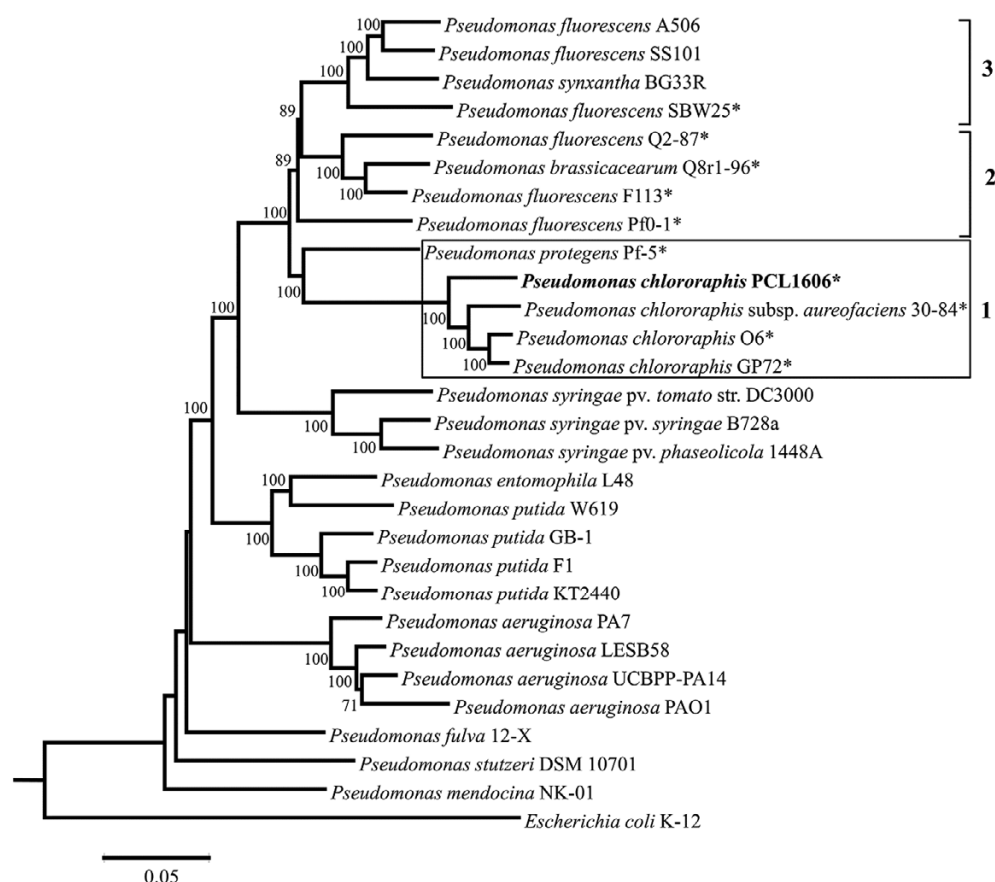 100
Pseudomonas fluorescens A506
100
Pseudomonas fluorescens SS101
100
Pseudomonas synxantha BG33R
3
Pseudomonas fluorescens SBW25*
89
Pseudomonas fluorescens Q2-87*
89
100
Pseudomonas brassicacearum Q8r1-96*
2
100
Pseudomonas fluorescens F113*
100
Pseudomonas fluorescens Pf0-1*
Pseudomonas protegens Pf-5*
100
Pseudomonas chlororaphis PCL1606*
100
Pseudomonas chlororaphis subsp. aureofaciens 30-84*
1
100
Pseudomonas chlororaphis O6*
100
100
Pseudomonas chlororaphis GP72*
Pseudomonas syringae pv. tomato str. DC3000
100
100
Pseudomonas syringae pv. syringae B728a
100
Pseudomonas syringae pv. phaseolicola 1448A
100
Pseudomonas entomophila L48
Pseudomonas putida W619
100
Pseudomonas putida GB-1
100
Pseudomonas putida F1
100
Pseudomonas putida KT2440
Pseudomonas aeruginosa PA7
100
Pseudomonas aeruginosa LESB58
100
Pseudomonas aeruginosa UCBPP-PA14
71
Pseudomonas aeruginosa PAO1
Pseudomonas fulva 12-X
Pseudomonas stutzeri DSM 10701
Pseudomonas mendocina NK-01
Escherichia coli K-12
0.05